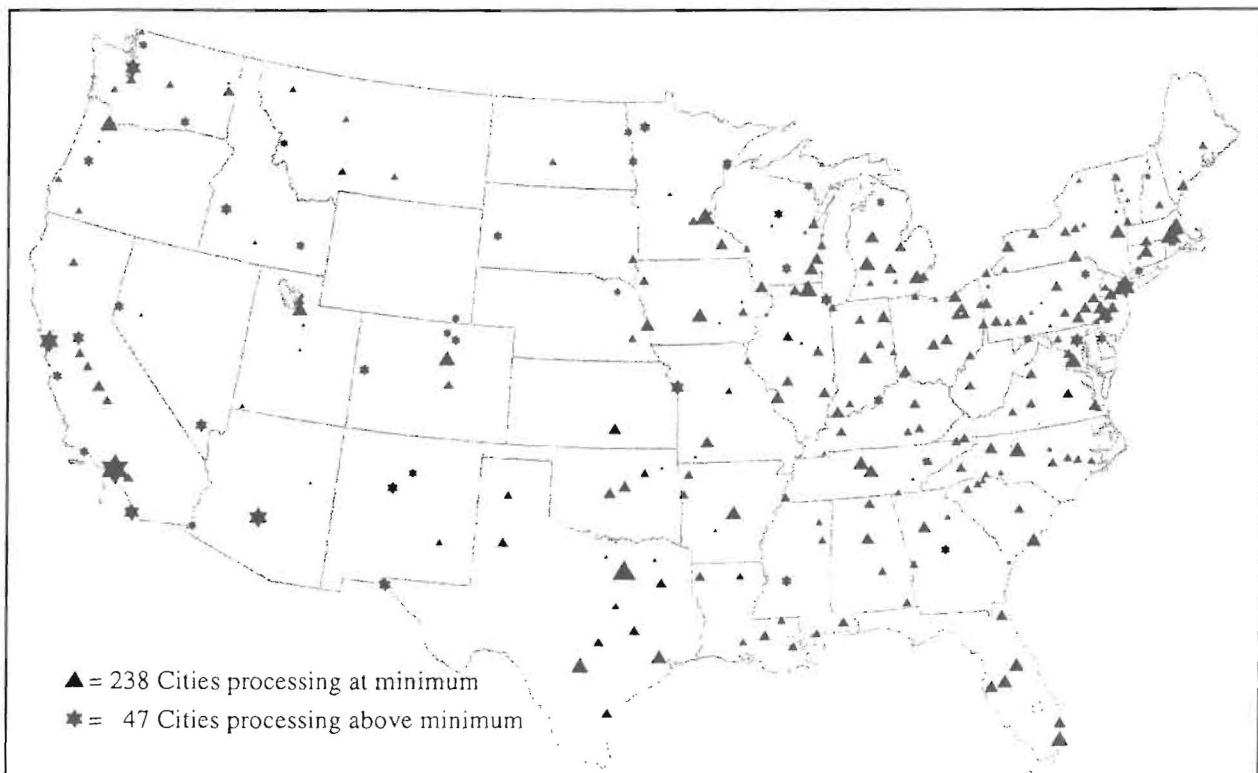 ▲ = 238 Cities processing at minimum
✶ = 47 Cities processing above minimum